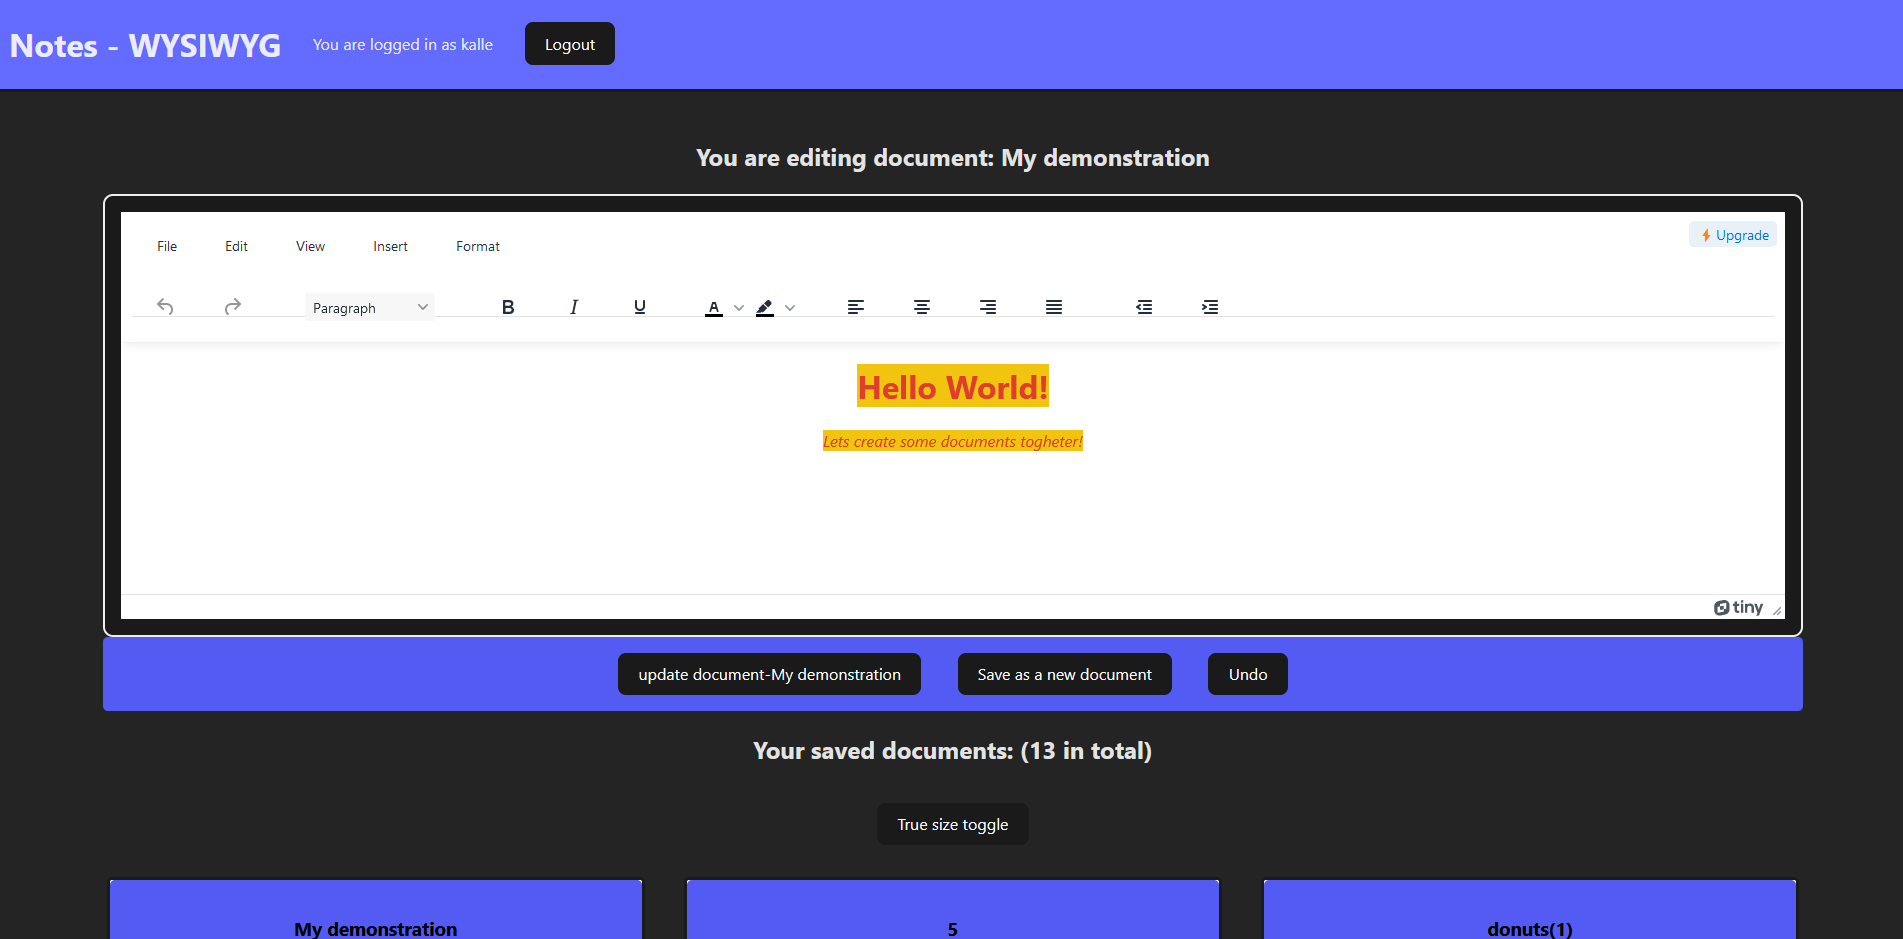 Notes - WYSIWYG You are logged in as kalle Logout
You are editing document: My demonstration
Upgrade
File Edit View Insert Format
Paragraph B I U A
Hello World!
Lets create some documents togheter!
tiny
update document-My demonstration Save as a new document Undo
Your saved documents: (13 in total)
True size toggle
My demonstration 5 donuts(1)